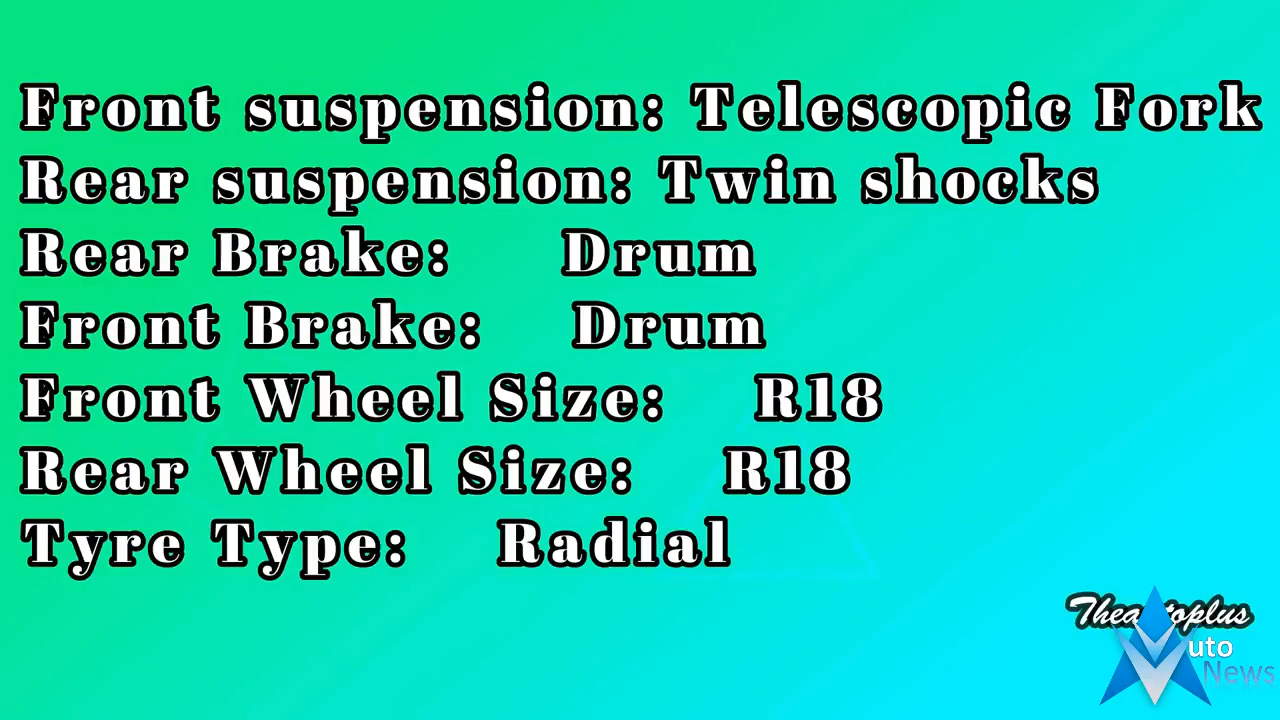 Front suspension: Telescopic Fork
Rear suspension: Twin shocks
Rear Brake: Drum
Front Brake: Drum
Front Wheel Size: R18
Rear Wheel Size: R18
Tyre Type: Radial
uto
News